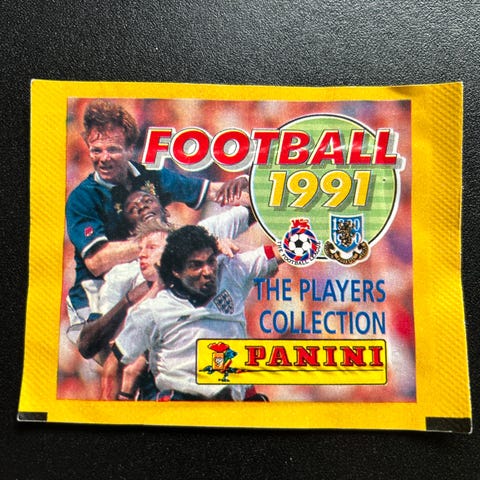 FOOTBALL
1991
THE PLAYERS
COLLECTION
PANINI